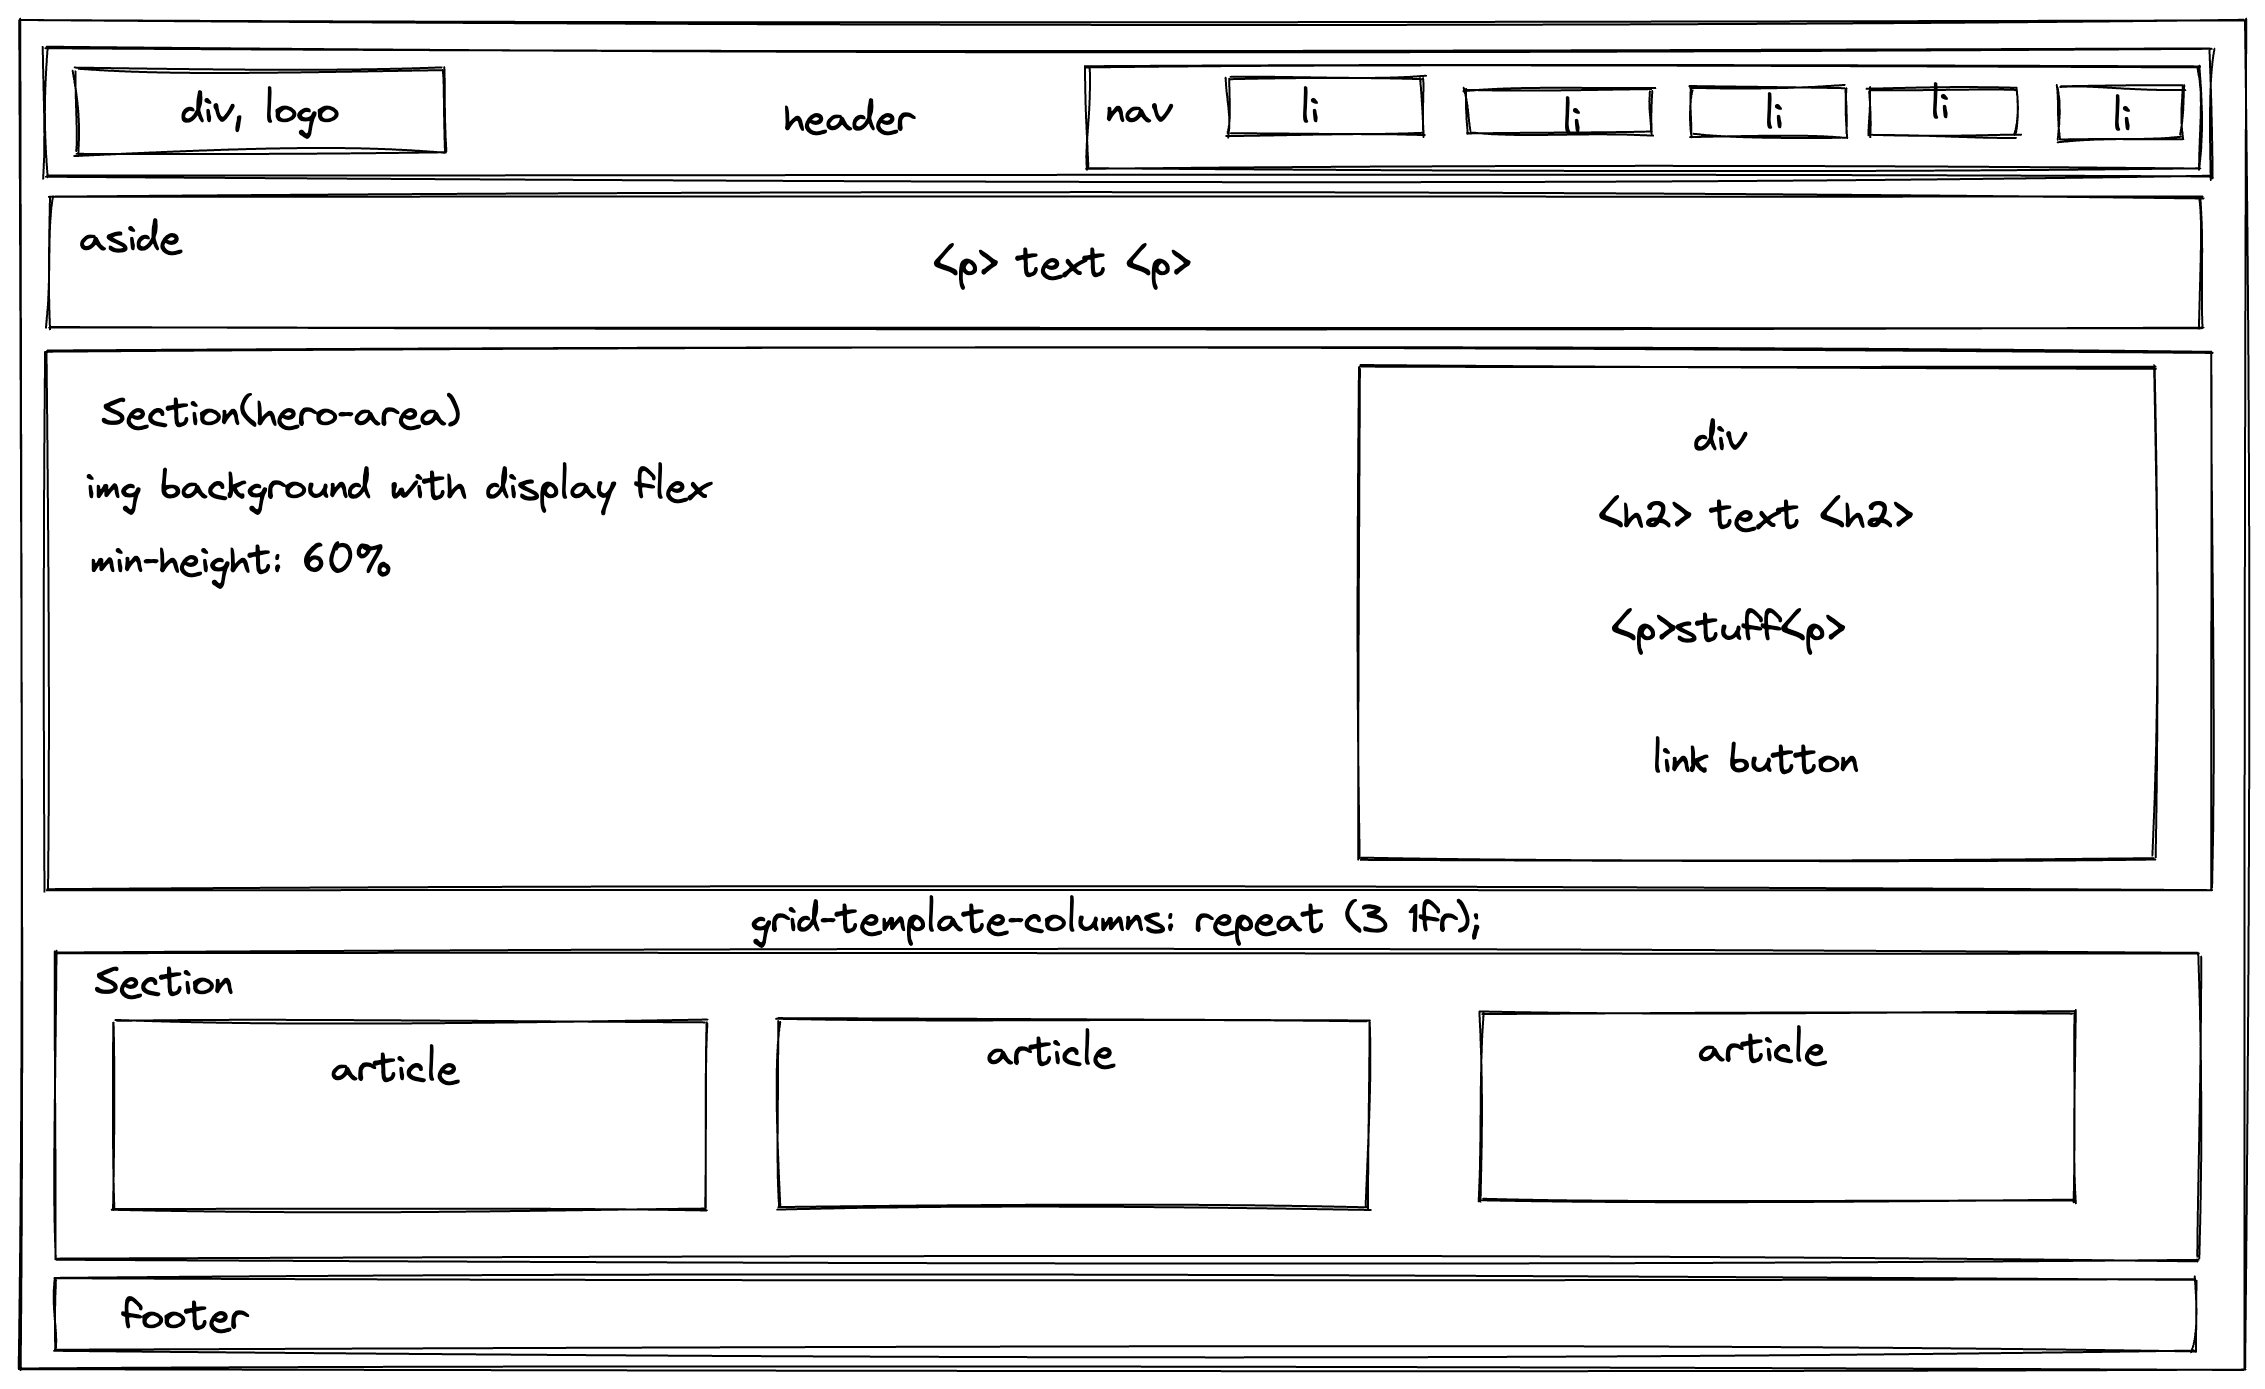 div, logo
header
nav
li
li
li
li
li
aside
<p> text <p>
Section(hero-area)
img background with display flex
min-height: 60%
div
<h2> text <h2>
<p>stuff<p>
link button
grid-template-columns: repeat (3 1fr);
Section
article
article
article
footer